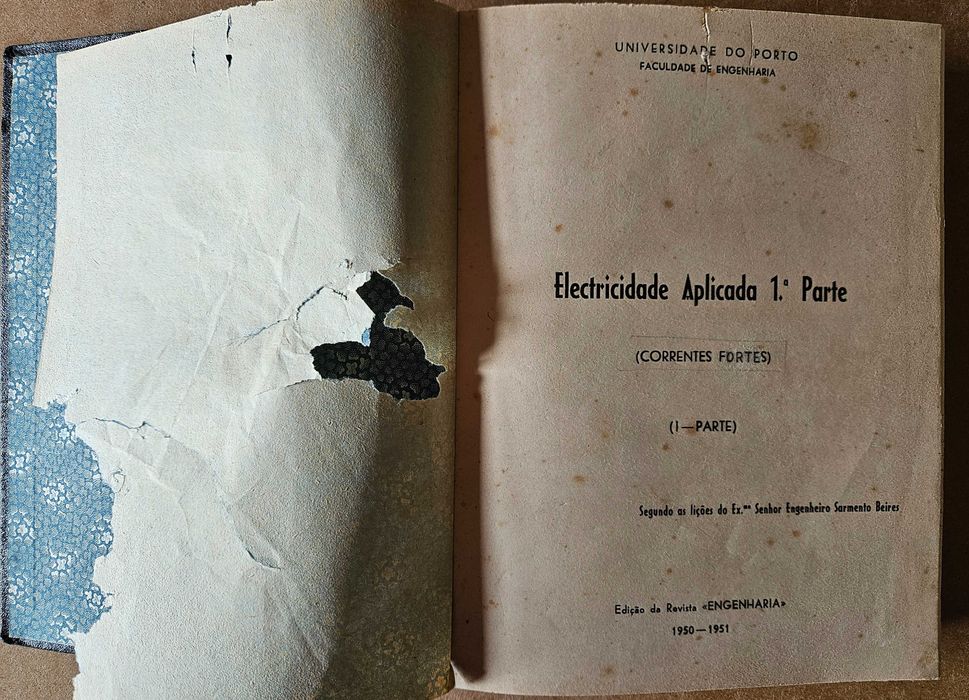 UNIVERSIDADE DO PORTO
FACULDADE DE ENGENHARIA
Electricidade Aplicada 1.ª Parte
(CORRENTES FORTES)
(I—PARTE)
Segundo as lições do Ex.mo Senhor Engenheiro Sarmento Beires
Edição da Revista «ENGENHARIA»
1950—1951